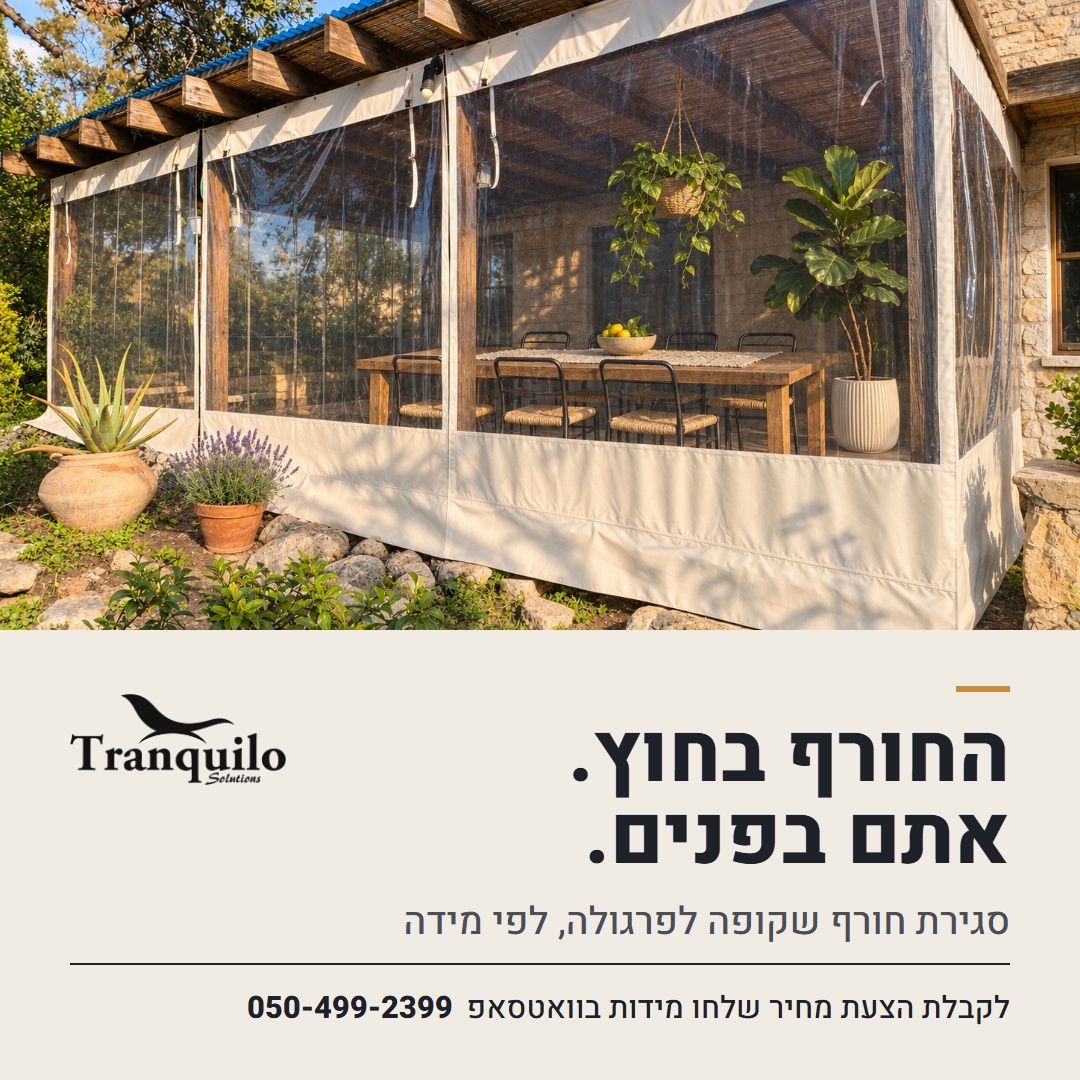 Tranquilo
Solutions
החורף בחוץ.
אתם בפנים.
סגירת חורף שקופה לפרגולה, לפי מידה
לקבלת הצעת מחיר שלחו מידות בוואטסאפ 050-499-2399